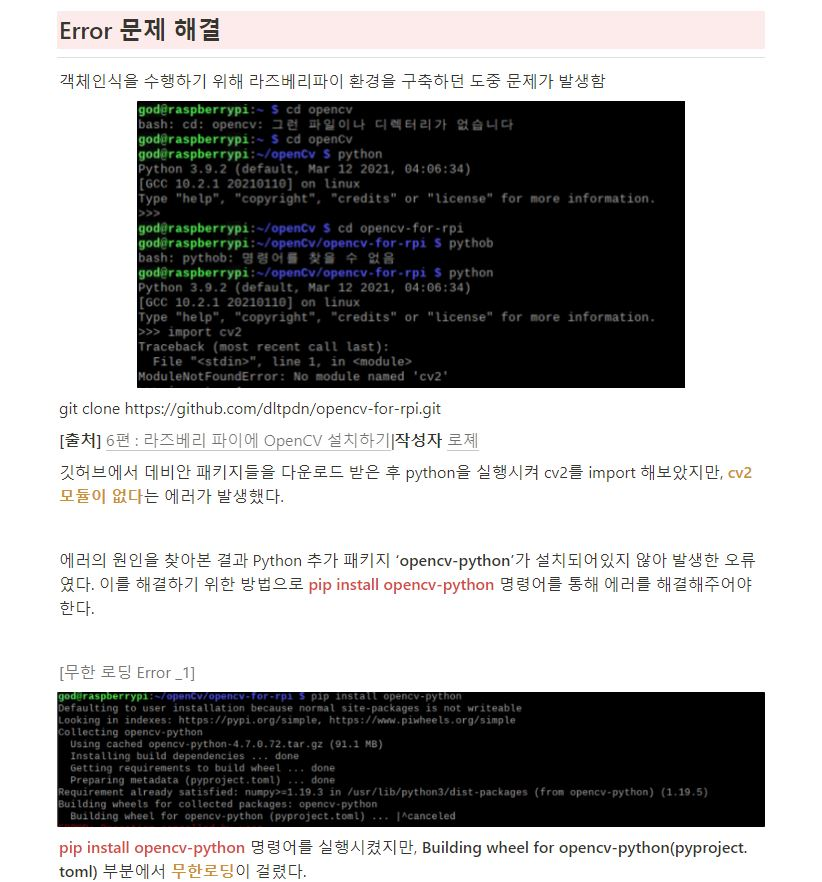 Error 문제 해결
객체인식을 수행하기 위해 라즈베리파이 환경을 구축하던 도중 문제가 발생함
god@raspberrypi:~ $ cd opencv
bash: cd: opencv: 그런 파일이나 디렉터리가 없습니다
god@raspberrypi:~ $ cd openCv
god@raspberrypi:~/openCv $ python
Python 3.9.2 (default, Mar 12 2021, 04:06:34)
[GCC 10.2.1 20210110] on linux
Type "help", "copyright", "credits" or "license" for more information.
>>>
god@raspberrypi:~/openCv $ cd opencv-for-rpi
god@raspberrypi:~/openCv/opencv-for-rpi $ pythob
bash: pythob: 명령어를 찾을 수 없음
god@raspberrypi:~/openCv/opencv-for-rpi $ python
Python 3.9.2 (default, Mar 12 2021, 04:06:34)
[GCC 10.2.1 20210110] on linux
Type "help", "copyright", "credits" or "license" for more information.
>>> import cv2
Traceback (most recent call last):
  File "<stdin>", line 1, in <module>
ModuleNotFoundError: No module named 'cv2'
git clone https://github.com/dltpdn/opencv-for-rpi.git
[출처] 6편 : 라즈베리 파이에 OpenCV 설치하기|작성자 로제
깃허브에서 데비안 패키지들을 다운로드 받은 후 python을 실행시켜 cv2를 import 해보았지만, cv2
모듈이 없다는 에러가 발생했다.
에러의 원인을 찾아본 결과 Python 추가 패키지 ‘opencv-python’가 설치되어있지 않아 발생한 오류
였다. 이를 해결하기 위한 방법으로 pip install opencv-python 명령어를 통해 에러를 해결해주어야
한다.
[무한 로딩 Error _1]
god@raspberrypi:~/openCv/opencv-for-rpi $ pip install opencv-python
Defaulting to user installation because normal site-packages is not writeable
Looking in indexes: https://pypi.org/simple, https://www.piwheels.org/simple
Collecting opencv-python
  Using cached opencv-python-4.7.0.72.tar.gz (91.1 MB)
  Installing build dependencies ... done
  Getting requirements to build wheel ... done
  Preparing metadata (pyproject.toml) ... done
Requirement already satisfied: numpy>=1.19.3 in /usr/lib/python3/dist-packages (from opencv-python) (1.19.5)
Building wheels for collected packages: opencv-python
  Building wheel for opencv-python (pyproject.toml) ... |^canceled
pip install opencv-python 명령어를 실행시켰지만, Building wheel for opencv-python(pyproject.
toml) 부분에서 무한로딩이 걸렸다.